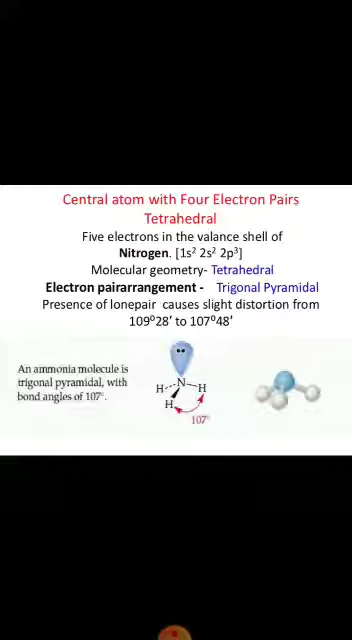 Central atom with Four Electron Pairs
Tetrahedral
Five electrons in the valance shell of
Nitrogen. [1s² 2s² 2p³]
Molecular geometry- Tetrahedral
Electron pairarrangement - Trigonal Pyramidal
Presence of lonepair causes slight distortion from
109⁰28′ to 107⁰48′
An ammonia molecule is
trigonal pyramidal, with
bond angles of 107°.
N
H H
H
107°